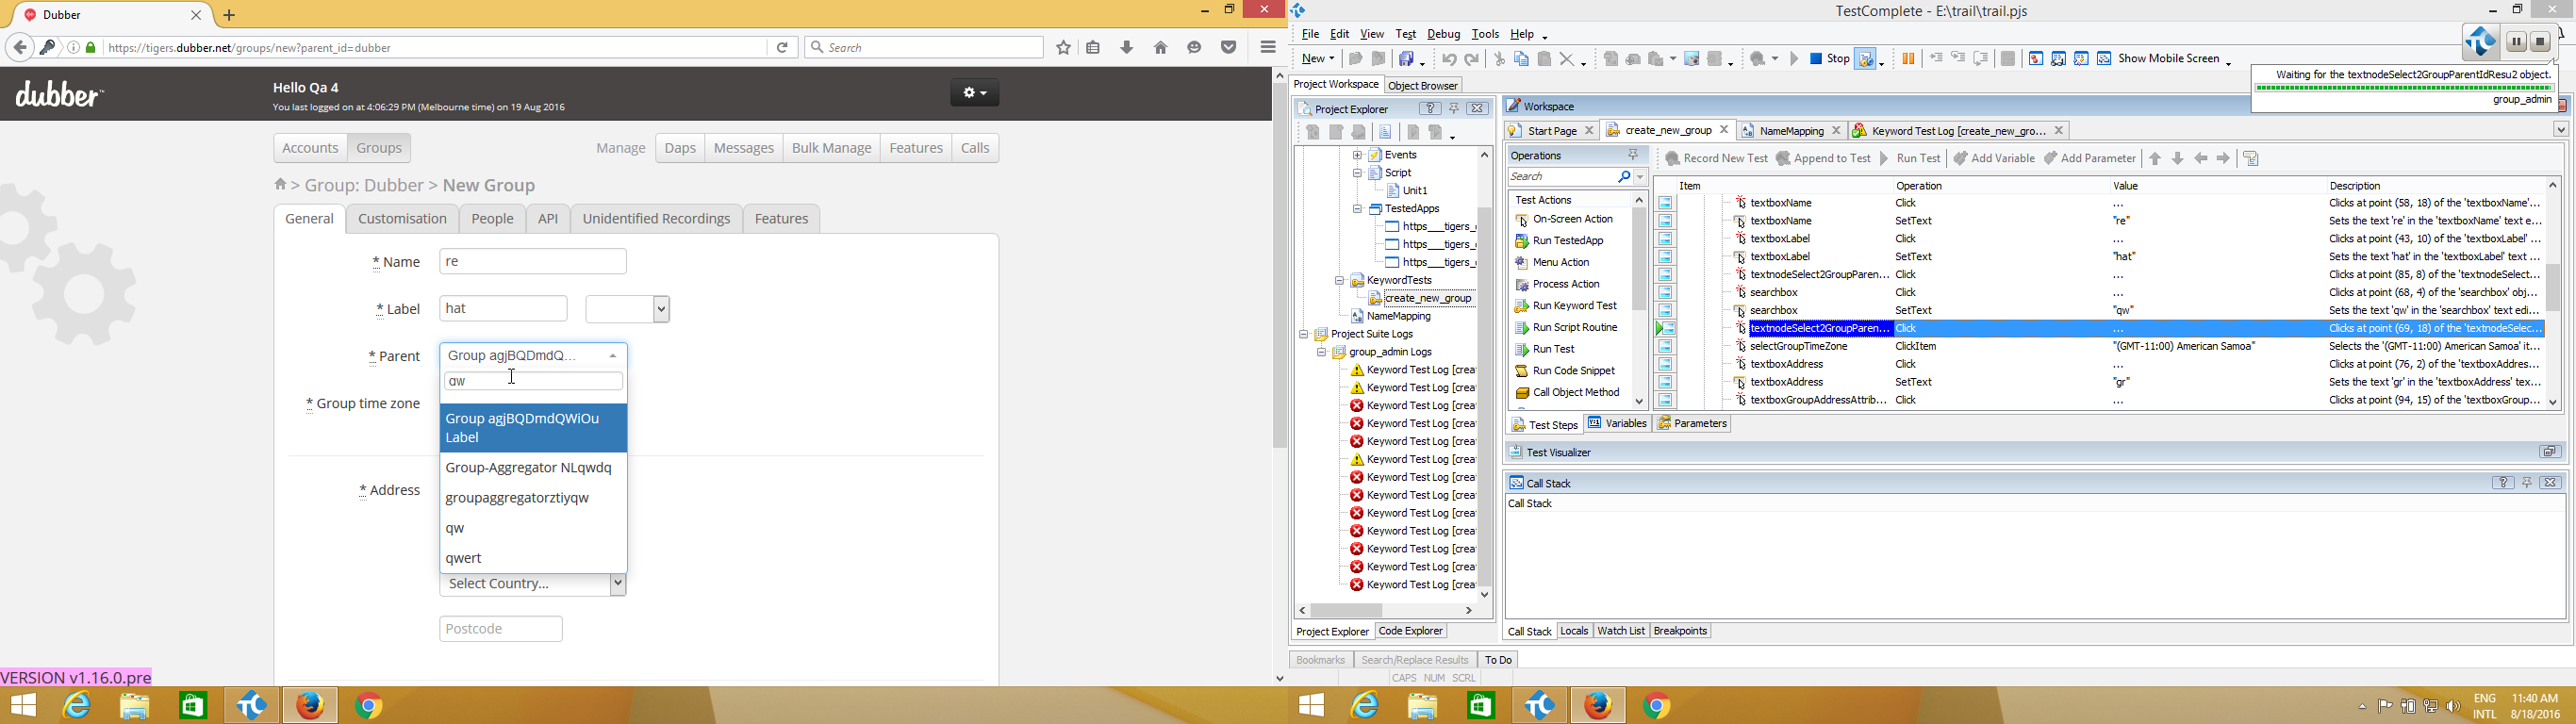 Dubber
https://tigers.dubber.net/groups/new?parent_id=dubber
Search
dubber
Hello Qa 4
You last logged on at 4:06:29 PM (Melbourne time) on 19 Aug 2016
Accounts Groups
Manage Daps Messages Bulk Manage Features Calls
> Group: Dubber > New Group
General Customisation People API Unidentified Recordings Features
* Name re
* Label hat
* Parent Group agjBQDmdQ...
qw
* Group time zone
Group agjBQDmdQWiOu
Label
Group-Aggregator NLqwdq
groupaggregatorztiyqw
* Address
qw
qwert
Select Country...
Postcode
VERSION v1.16.0.pre
TestComplete - E:\trail\trail.pjs
File Edit View Test Debug Tools Help
New Stop Show Mobile Screen
Waiting for the textnodeSelect2GroupParentIdResu2 object.
group_admin
Project Workspace Object Browser
Project Explorer
Events
Script
Unit1
TestedApps
https___tigers_
https___tigers_
https___tigers_
KeywordTests
create_new_group
NameMapping
Project Suite Logs
group_admin Logs
Keyword Test Log [crea
Keyword Test Log [crea
Keyword Test Log [crea
Keyword Test Log [crea
Keyword Test Log [crea
Keyword Test Log [crea
Keyword Test Log [crea
Keyword Test Log [crea
Keyword Test Log [crea
Keyword Test Log [crea
Keyword Test Log [crea
Keyword Test Log [crea
Keyword Test Log [crea
Project Explorer Code Explorer
Workspace
Start Page create_new_group NameMapping Keyword Test Log [create_new_gro...
Operations
Search
Test Actions
On-Screen Action
Run TestedApp
Menu Action
Process Action
Run Keyword Test
Run Script Routine
Run Test
Run Code Snippet
Call Object Method
Record New Test Append to Test Run Test Add Variable Add Parameter
Item Operation Value Description
textboxName Click ... Clicks at point (58, 18) of the 'textboxName'...
textboxName SetText "re" Sets the text 're' in the 'textboxName' text e...
textboxLabel Click ... Clicks at point (43, 10) of the 'textboxLabel' ...
textboxLabel SetText "hat" Sets the text 'hat' in the 'textboxLabel' text ...
textnodeSelect2GroupParen... Click ... Clicks at point (85, 8) of the 'textnodeSelect...
searchbox Click ... Clicks at point (68, 4) of the 'searchbox' obj...
searchbox SetText "qw" Sets the text 'qw' in the 'searchbox' text edi...
textnodeSelect2GroupParen... Click ... Clicks at point (69, 18) of the 'textnodeSelec...
selectGroupTimeZone ClickItem "(GMT-11:00) American Samoa" Selects the '(GMT-11:00) American Samoa' it...
textboxAddress Click ... Clicks at point (76, 2) of the 'textboxAddres...
textboxAddress SetText "gr" Sets the text 'gr' in the 'textboxAddress' tex...
textboxGroupAddressAttrib... Click ... Clicks at point (94, 15) of the 'textboxGroup...
Test Steps Variables Parameters
Test Visualizer
Call Stack
Call Stack
Call Stack Locals Watch List Breakpoints
Bookmarks Search/Replace Results To Do
CAPS NUM SCRL
ENG
INTL
11:40 AM
8/18/2016